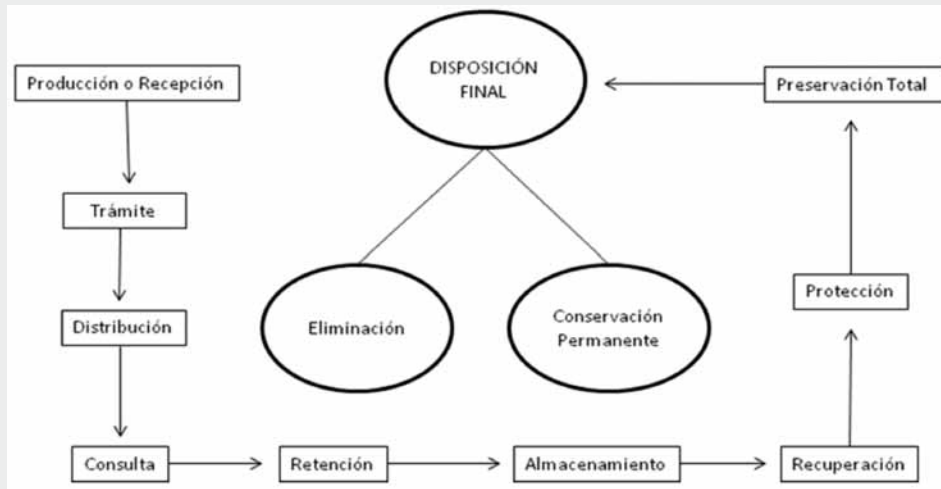 Producción o Recepción
Trámite
Distribución
Consulta
Retención
Almacenamiento
Recuperación
Protección
Preservación Total
DISPOSICIÓN
FINAL
Eliminación
Conservación
Permanente